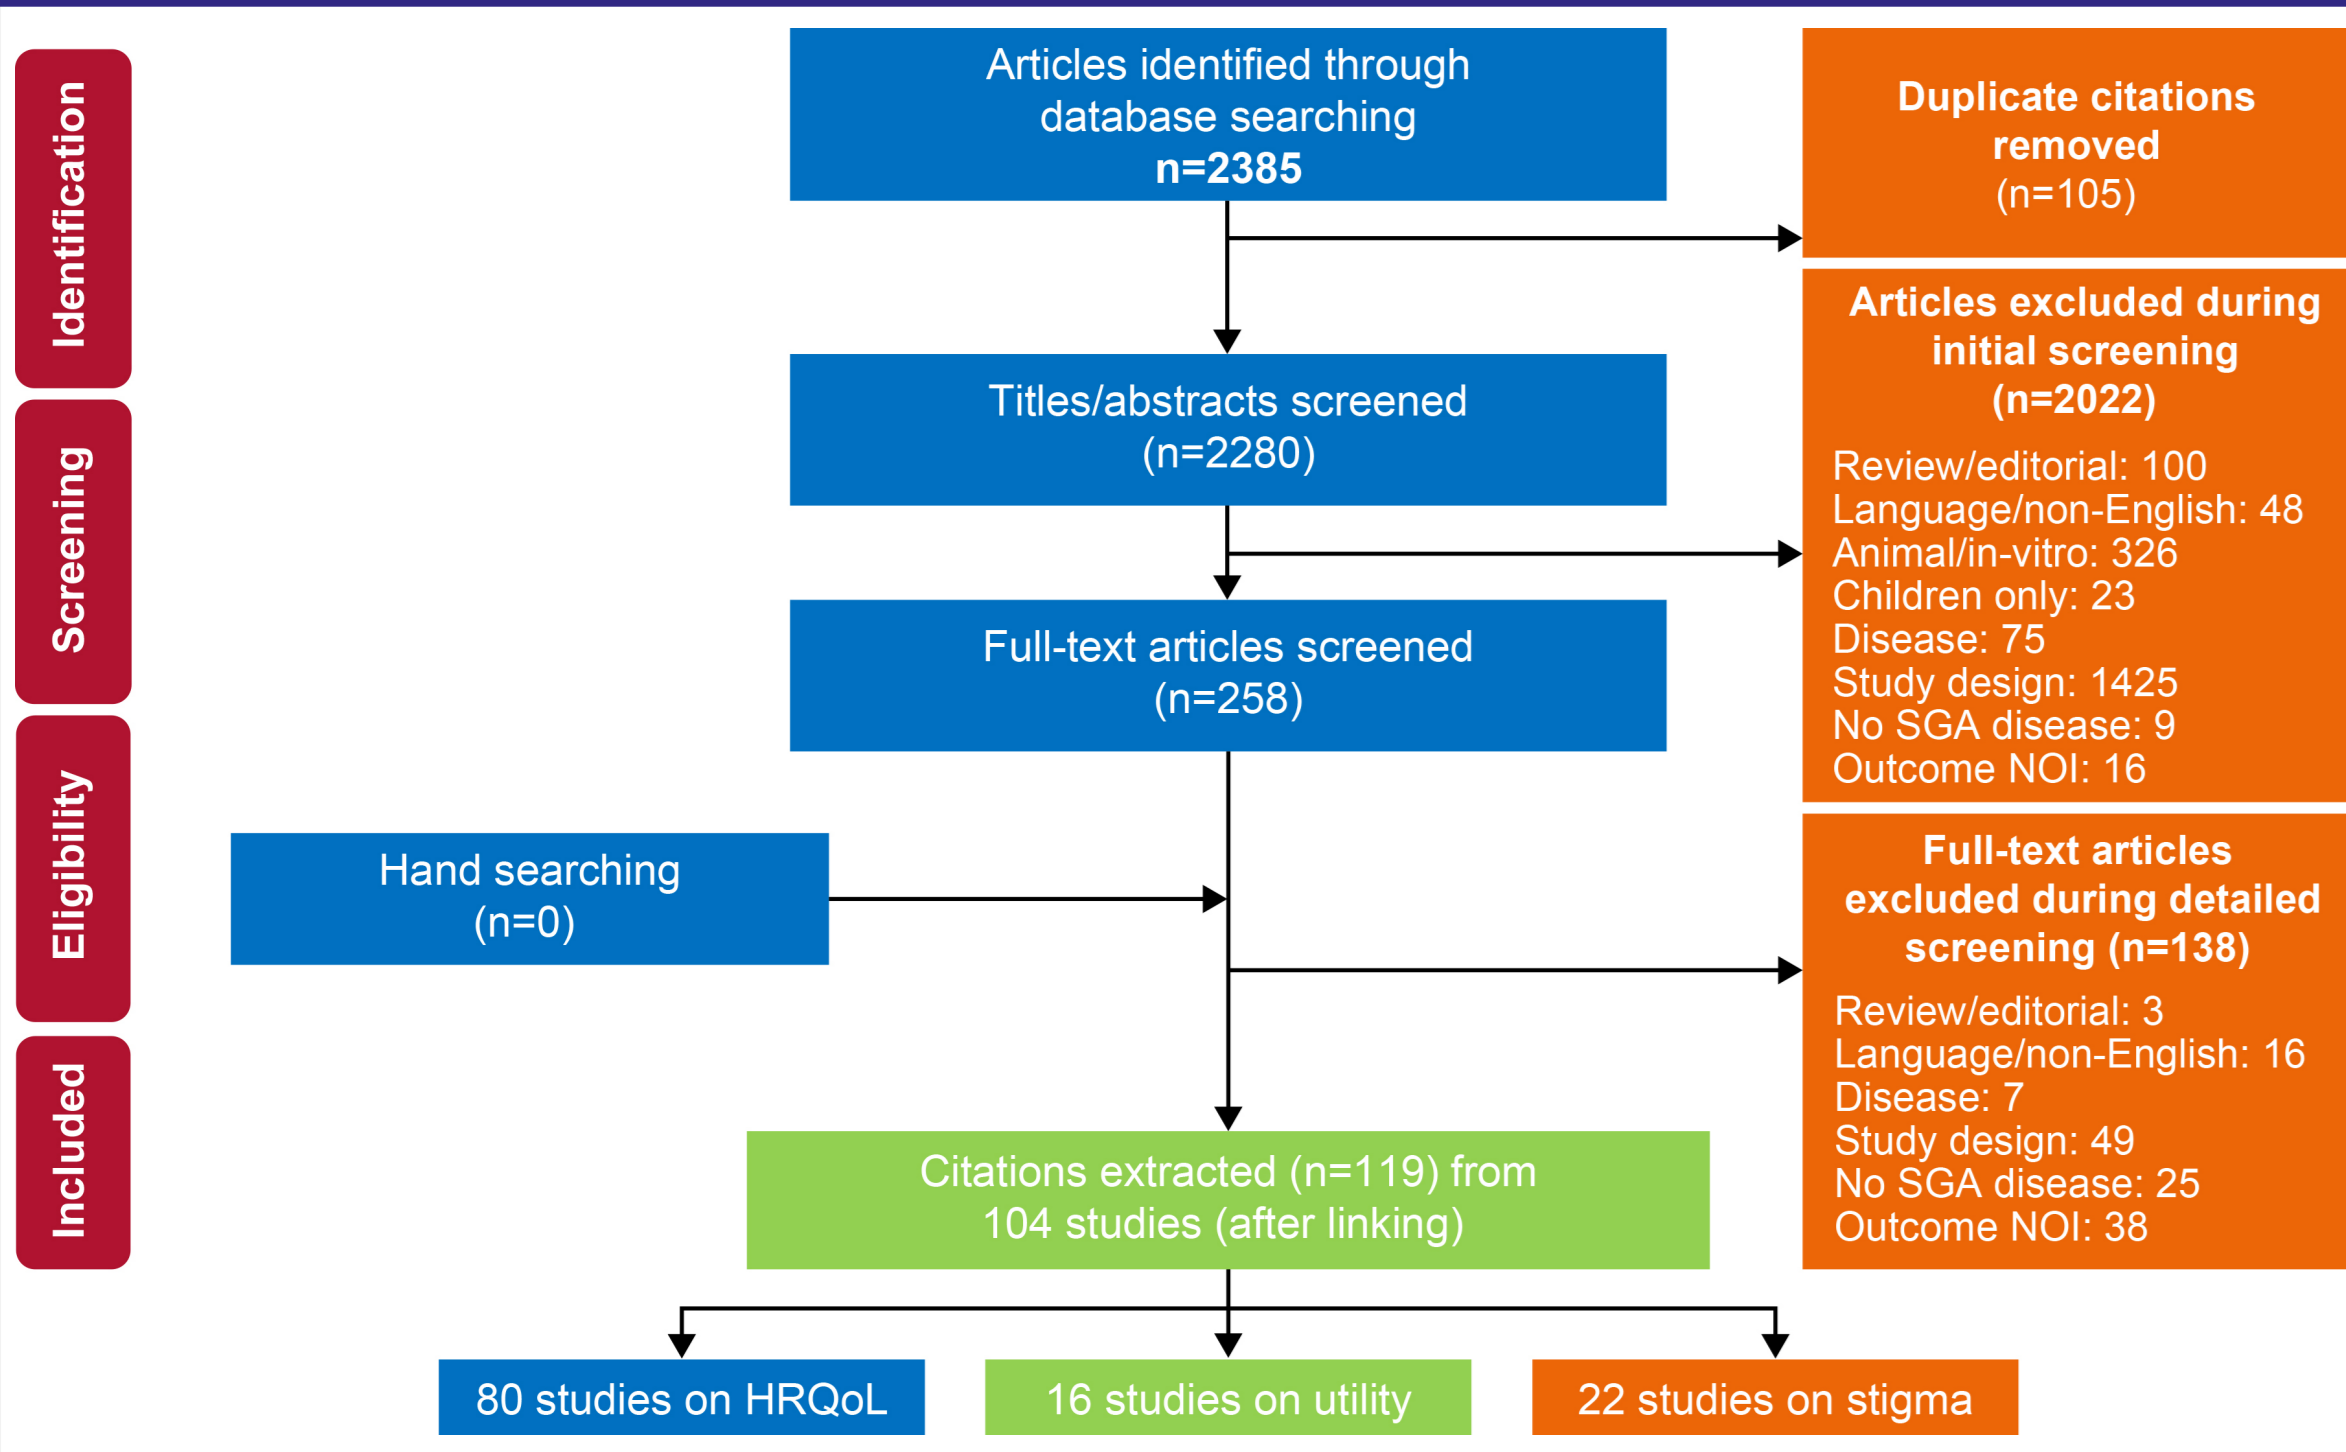 Identification
Articles identified through
database searching
n=2385
Duplicate citations
removed
(n=105)
Screening
Titles/abstracts screened
(n=2280)
Articles excluded during
initial screening
(n=2022)
Review/editorial: 100
Language/non-English: 48
Animal/in-vitro: 326
Children only: 23
Disease: 75
Study design: 1425
No SGA disease: 9
Outcome NOI: 16
Full-text articles screened
(n=258)
Eligibility
Hand searching
(n=0)
Full-text articles
excluded during detailed
screening (n=138)
Review/editorial: 3
Language/non-English: 16
Disease: 7
Study design: 49
No SGA disease: 25
Outcome NOI: 38
Included
Citations extracted (n=119) from
104 studies (after linking)
80 studies on HRQoL
16 studies on utility
22 studies on stigma